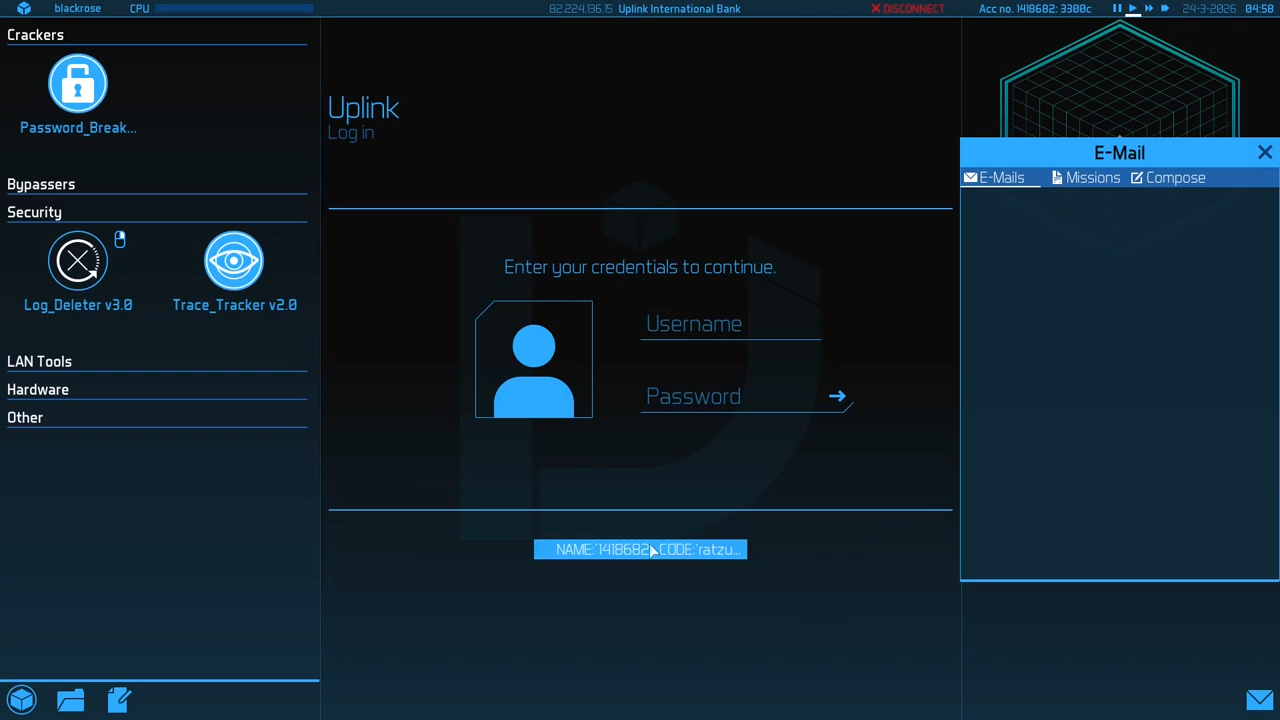 blackrose
CPU
82.224.136.15 Uplink International Bank
DISCONNECT
Acc no. 1418682: 3300c
24-3-2026 04:58
Crackers
Password_Break...
Bypassers
Security
Log_Deleter v3.0
Trace_Tracker v2.0
LAN Tools
Hardware
Other
Uplink
Log in
Enter your credentials to continue.
Username
Password
NAME:'1418682' CODE:'ratzu...
E-Mail
E-Mails
Missions
Compose